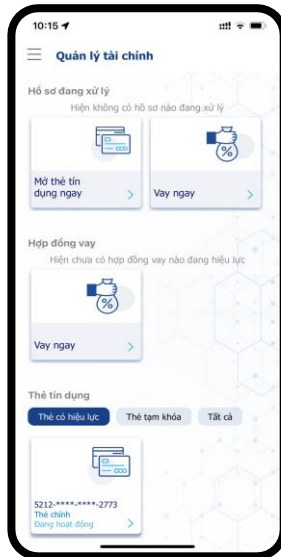 10:15
Quản lý tài chính
Hồ sơ đang xử lý
Hiện không có hồ sơ nào đang xử lý
Mở thẻ tín
dụng ngay
Vay ngay
Hợp đồng vay
Hiện chưa có hợp đồng vay nào đang hiệu lực
Vay ngay
Thẻ tín dụng
Thẻ có hiệu lực Thẻ tạm khóa Tất cả
5212-****-****-2773
Thẻ chính
Đang hoạt động